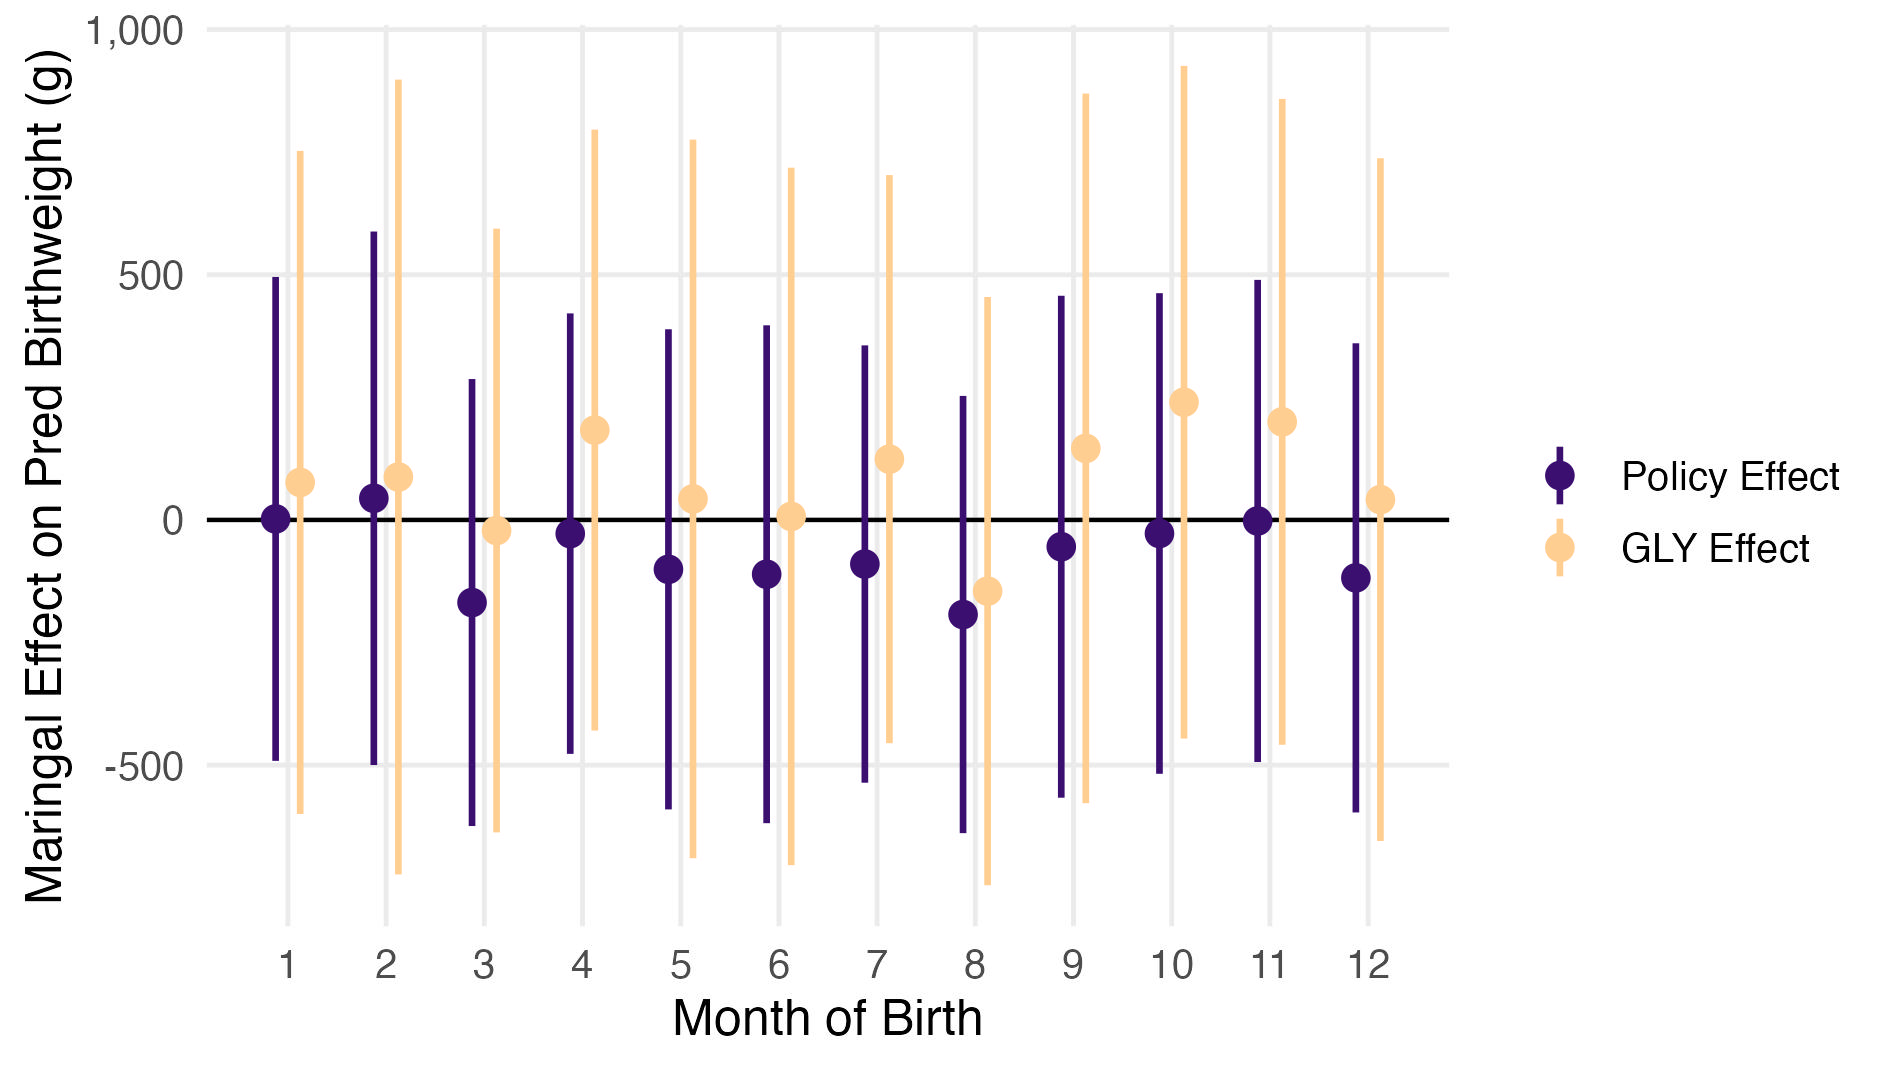 Maringal Effect on Pred Birthweight (g)
1,000
500
0
-500
1 2 3 4 5 6 7 8 9 10 11 12
Month of Birth
Policy Effect
GLY Effect